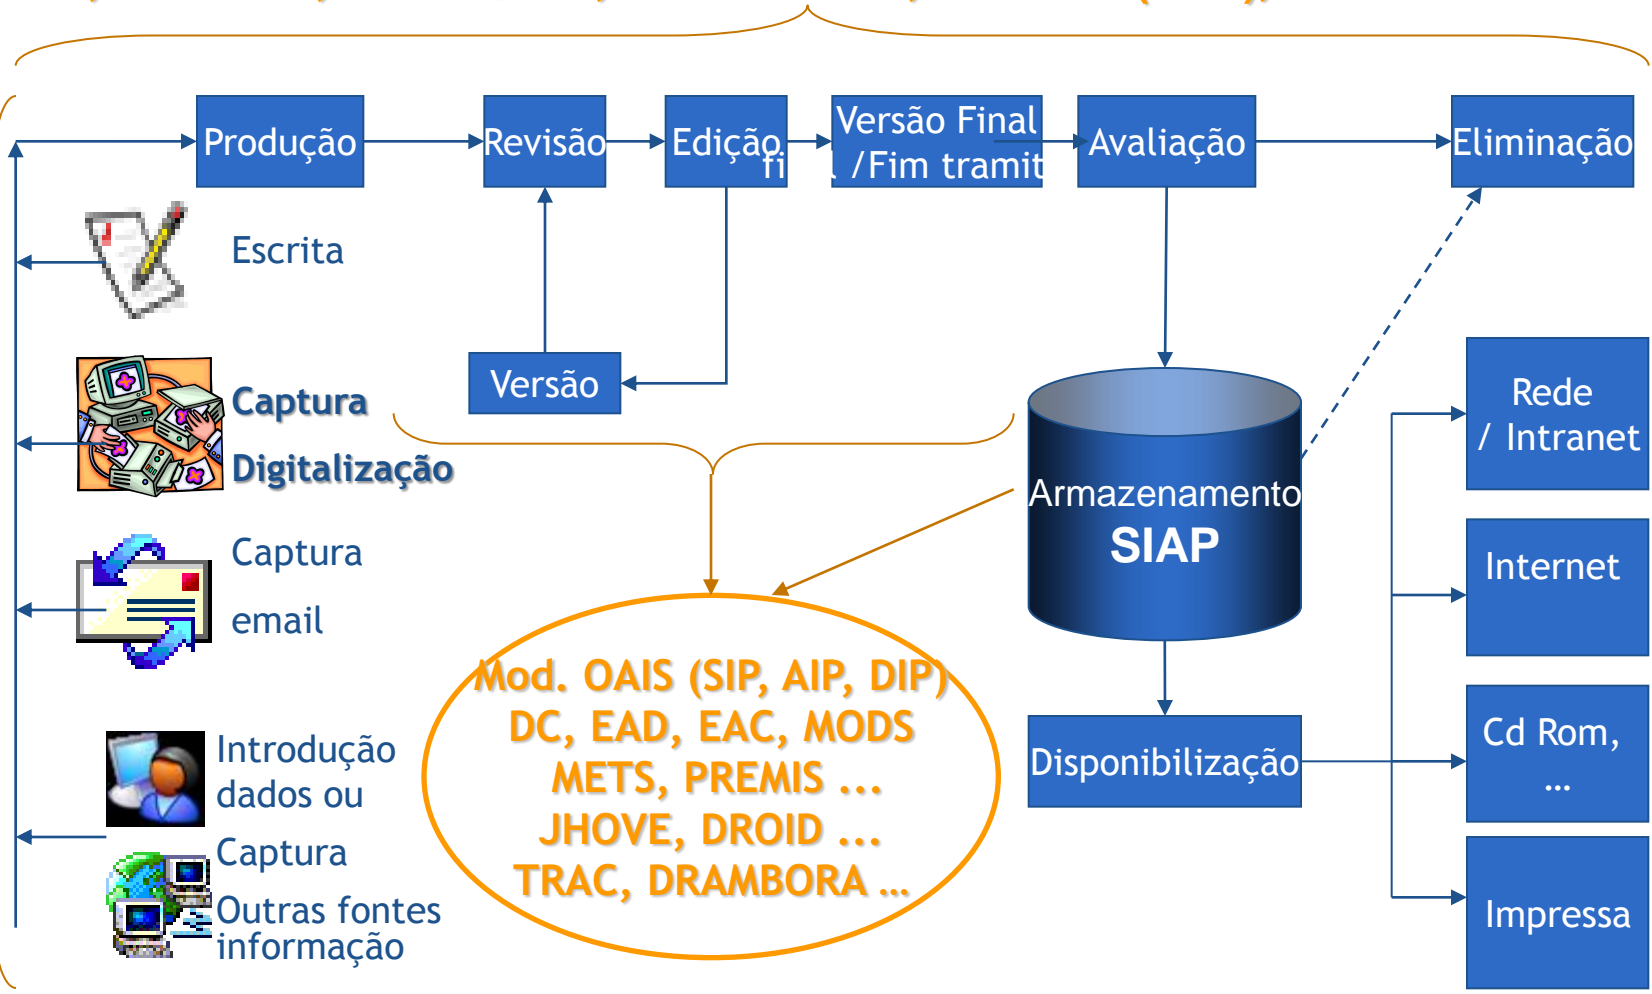 Produção
Revisão
Edição
Versão Final
/Fim tramit
Avaliação
Eliminação
Escrita
Versão
Captura
Digitalização
Captura
email
Introdução
dados ou
Captura
Outras fontes
informação
Armazenamento
SIAP
Mod. OAIS (SIP, AIP, DIP)
DC, EAD, EAC, MODS
METS, PREMIS ...
JHOVE, DROID ...
TRAC, DRAMBORA ...
Disponibilização
Rede
/ Intranet
Internet
Cd Rom,
...
Impressa